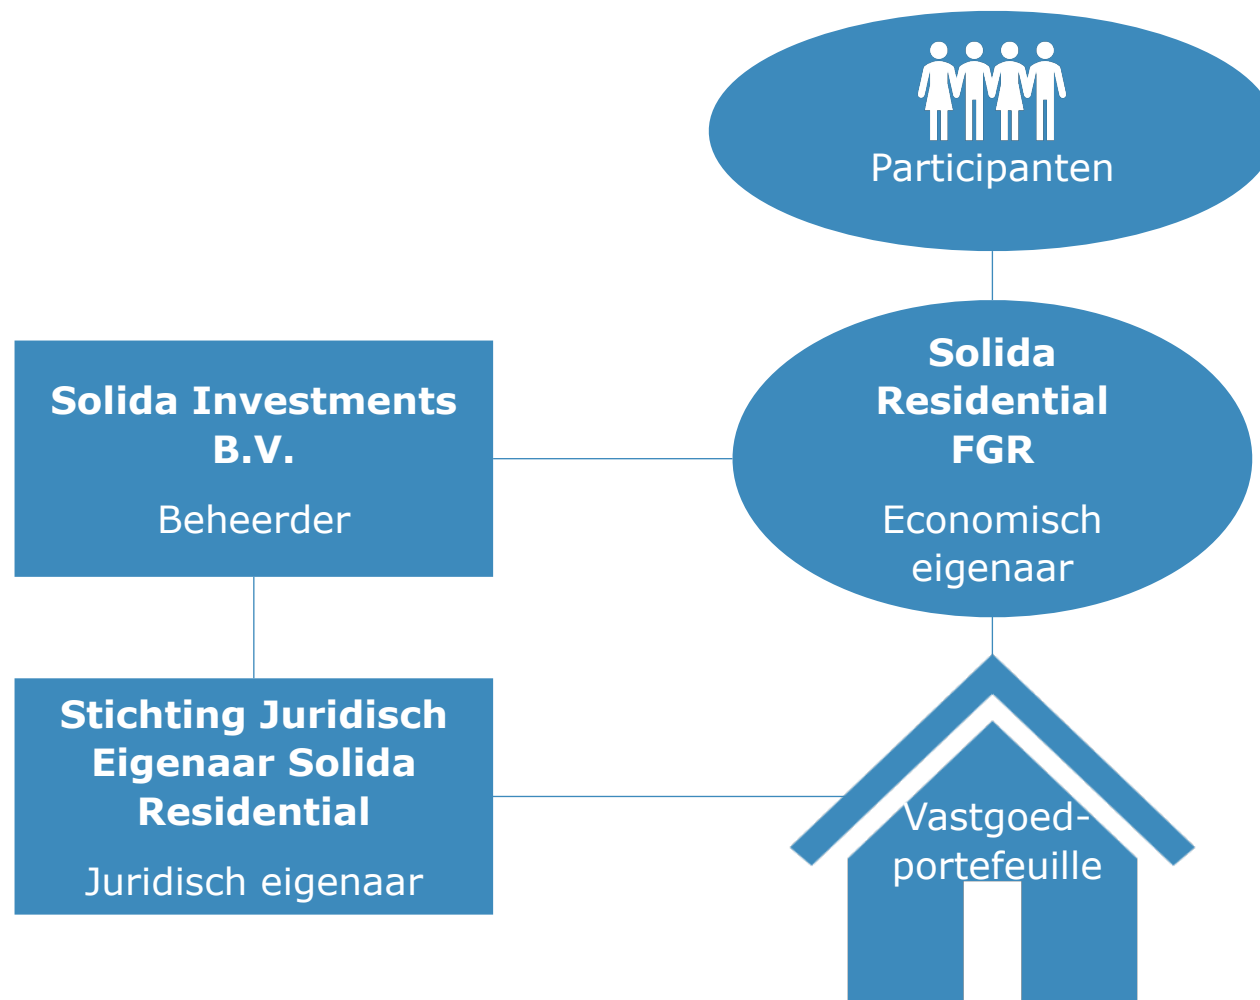 Participanten
Solida
Residential
FGR
Economisch
eigenaar
Solida Investments
B.V.
Beheerder
Stichting Juridisch
Eigenaar Solida
Residential
Juridisch eigenaar
Vastgoed-
portefeuille